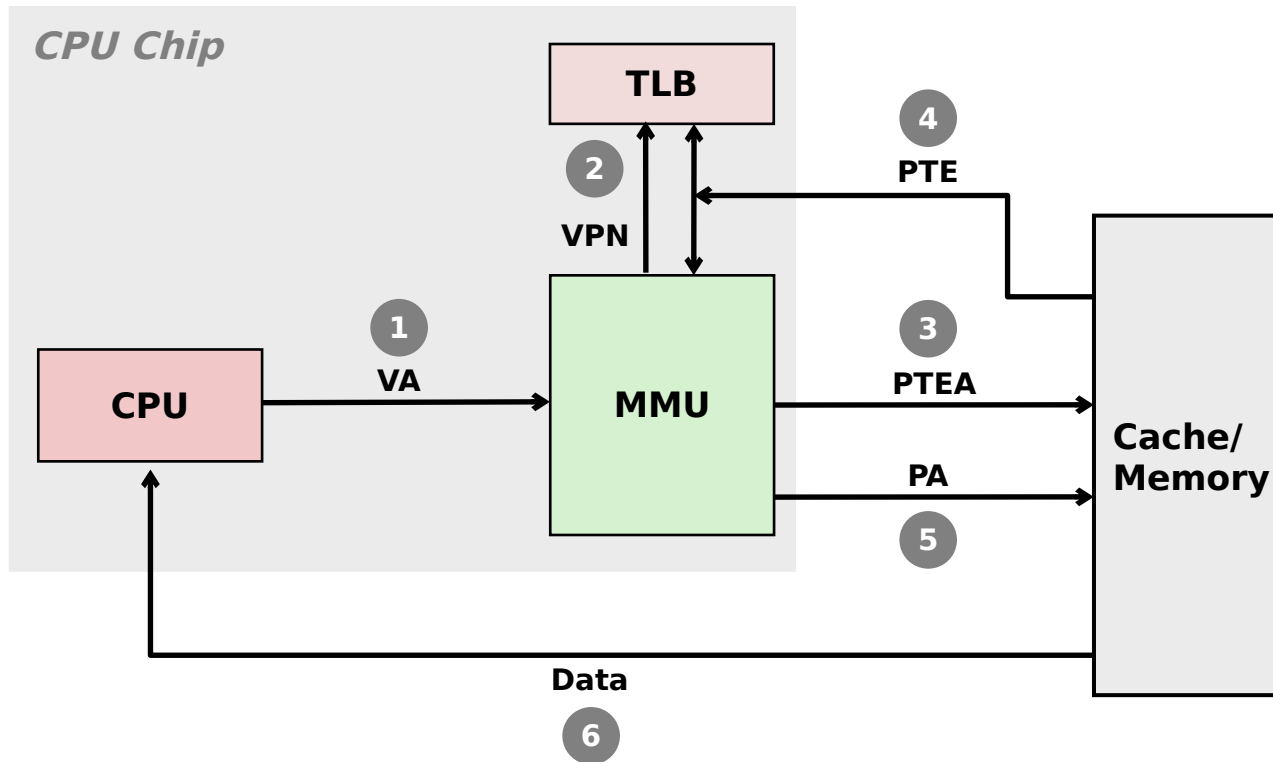 CPU Chip
TLB
4
PTE
2
VPN
1
VA
3
PTEA
CPU
MMU
Cache/
Memory
PA
5
Data
6